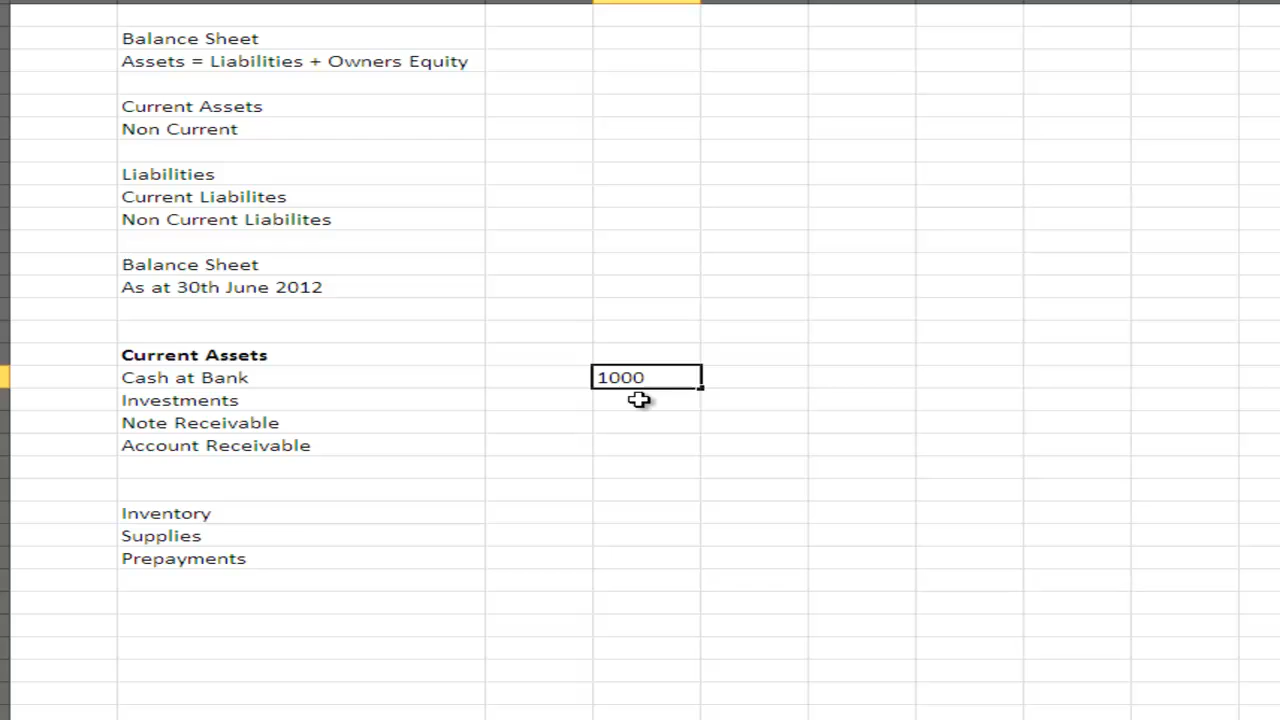 Balance Sheet
Assets = Liabilities + Owners Equity
Current Assets
Non Current
Liabilities
Current Liabilites
Non Current Liabilites
Balance Sheet
As at 30th June 2012
Current Assets
Cash at Bank 1000
Investments
Note Receivable
Account Receivable
Inventory
Supplies
Prepayments